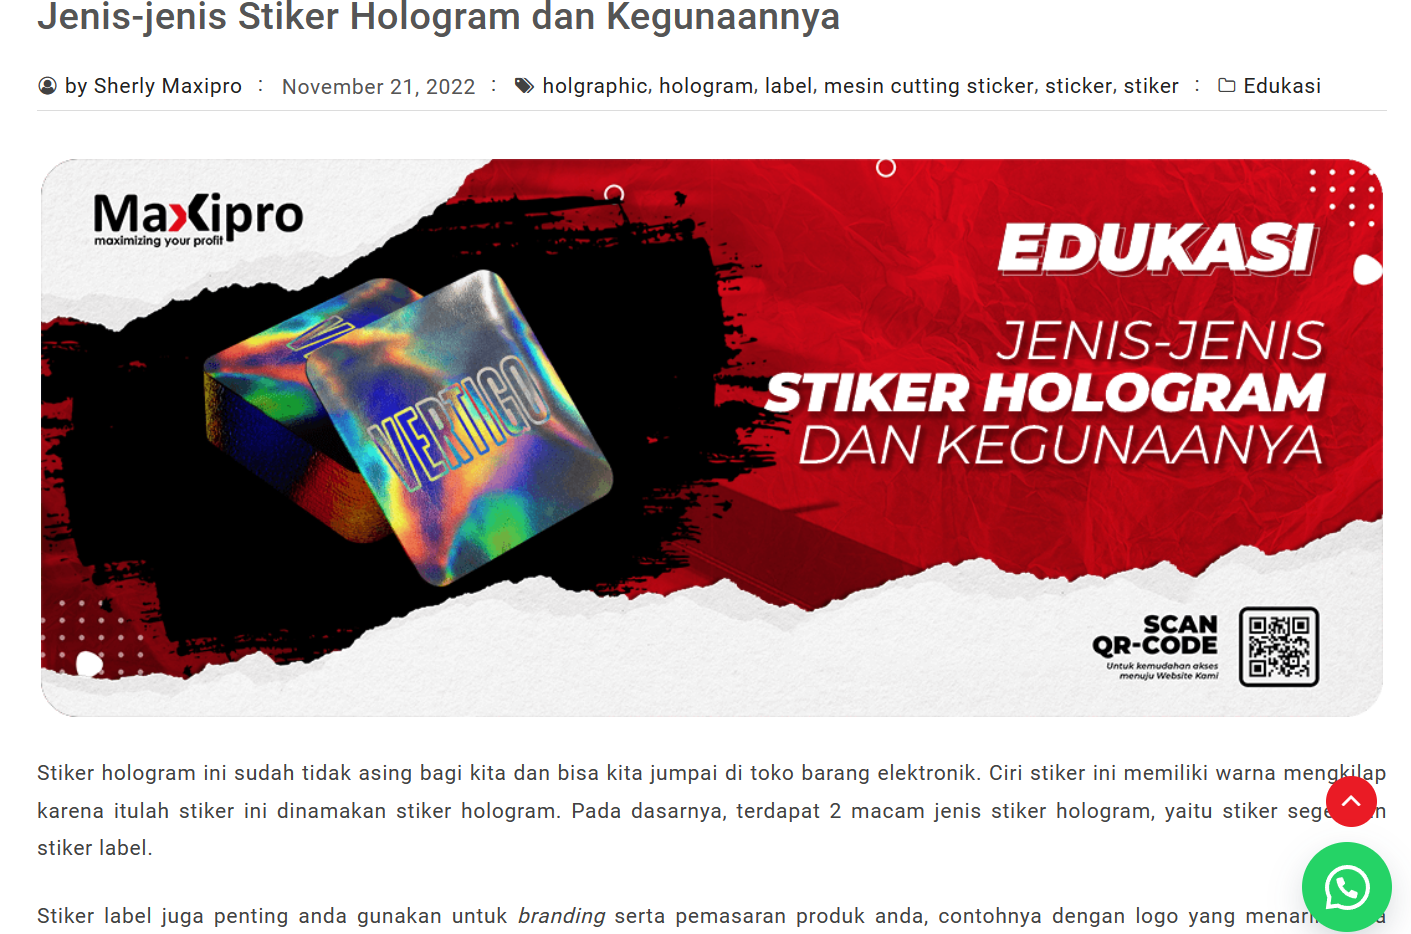 Jenis-jenis Stiker Hologram dan Kegunaannya
by Sherly Maxipro : November 21, 2022 : holgraphic, hologram, label, mesin cutting sticker, sticker, stiker : Edukasi
Maxipro
maximizing your profit
EDUKASI
JENIS-JENIS
STIKER HOLOGRAM
DAN KEGUNAANYA
VERTIGO
SCAN
QR-CODE
Untuk kemudahan akses
menuju Website Kami
Stiker hologram ini sudah tidak asing bagi kita dan bisa kita jumpai di toko barang elektronik. Ciri stiker ini memiliki warna mengkilap
karena itulah stiker ini dinamakan stiker hologram. Pada dasarnya, terdapat 2 macam jenis stiker hologram, yaitu stiker
stiker label.
Stiker label juga penting anda gunakan untuk branding serta pemasaran produk anda, contohnya dengan logo yang